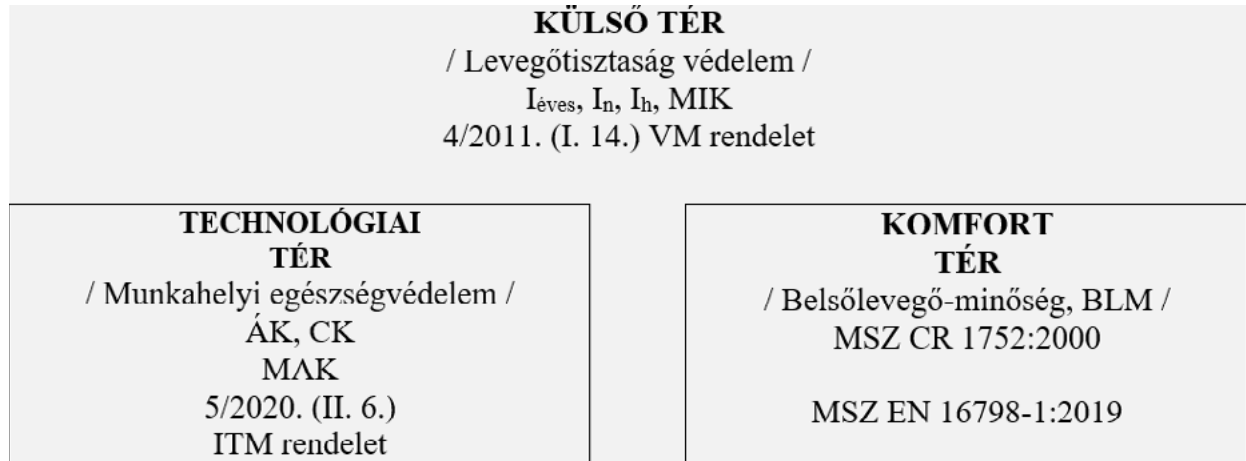 KÜLSŐ TÉR
/ Levegőtisztaság védelem /
Iéves, In, Ih, MIK
4/2011. (I. 14.) VM rendelet
TECHNOLÓGIAI
TÉR
/ Munkahelyi egészségvédelem /
ÁK, CK
MAK
5/2020. (II. 6.)
ITM rendelet
KOMFORT
TÉR
/ Belsőlevegő-minőség, BLM /
MSZ CR 1752:2000
MSZ EN 16798-1:2019